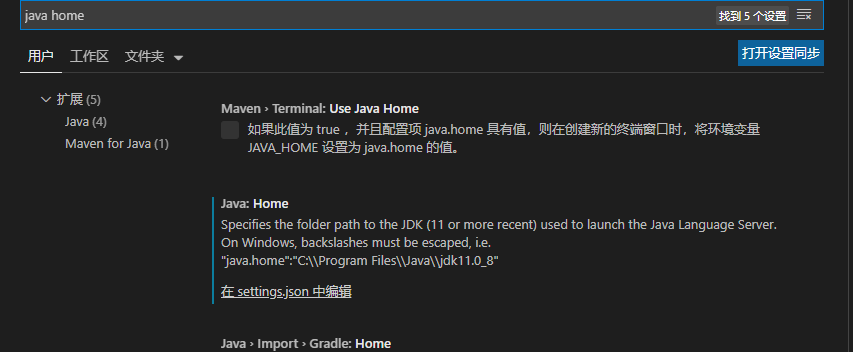 java home
找到 5 个设置
用户 工作区 文件夹
打开设置同步
扩展 (5)
Java (4)
Maven for Java (1)
Maven › Terminal: Use Java Home
如果此值为 true ，并且配置项 java.home 具有值，则在创建新的终端窗口时，将环境变量
JAVA_HOME 设置为 java.home 的值。
Java: Home
Specifies the folder path to the JDK (11 or more recent) used to launch the Java Language Server.
On Windows, backslashes must be escaped, i.e.
"java.home":"C:\\Program Files\\Java\\jdk11.0_8"
在 settings.json 中编辑
Java › Import › Gradle: Home